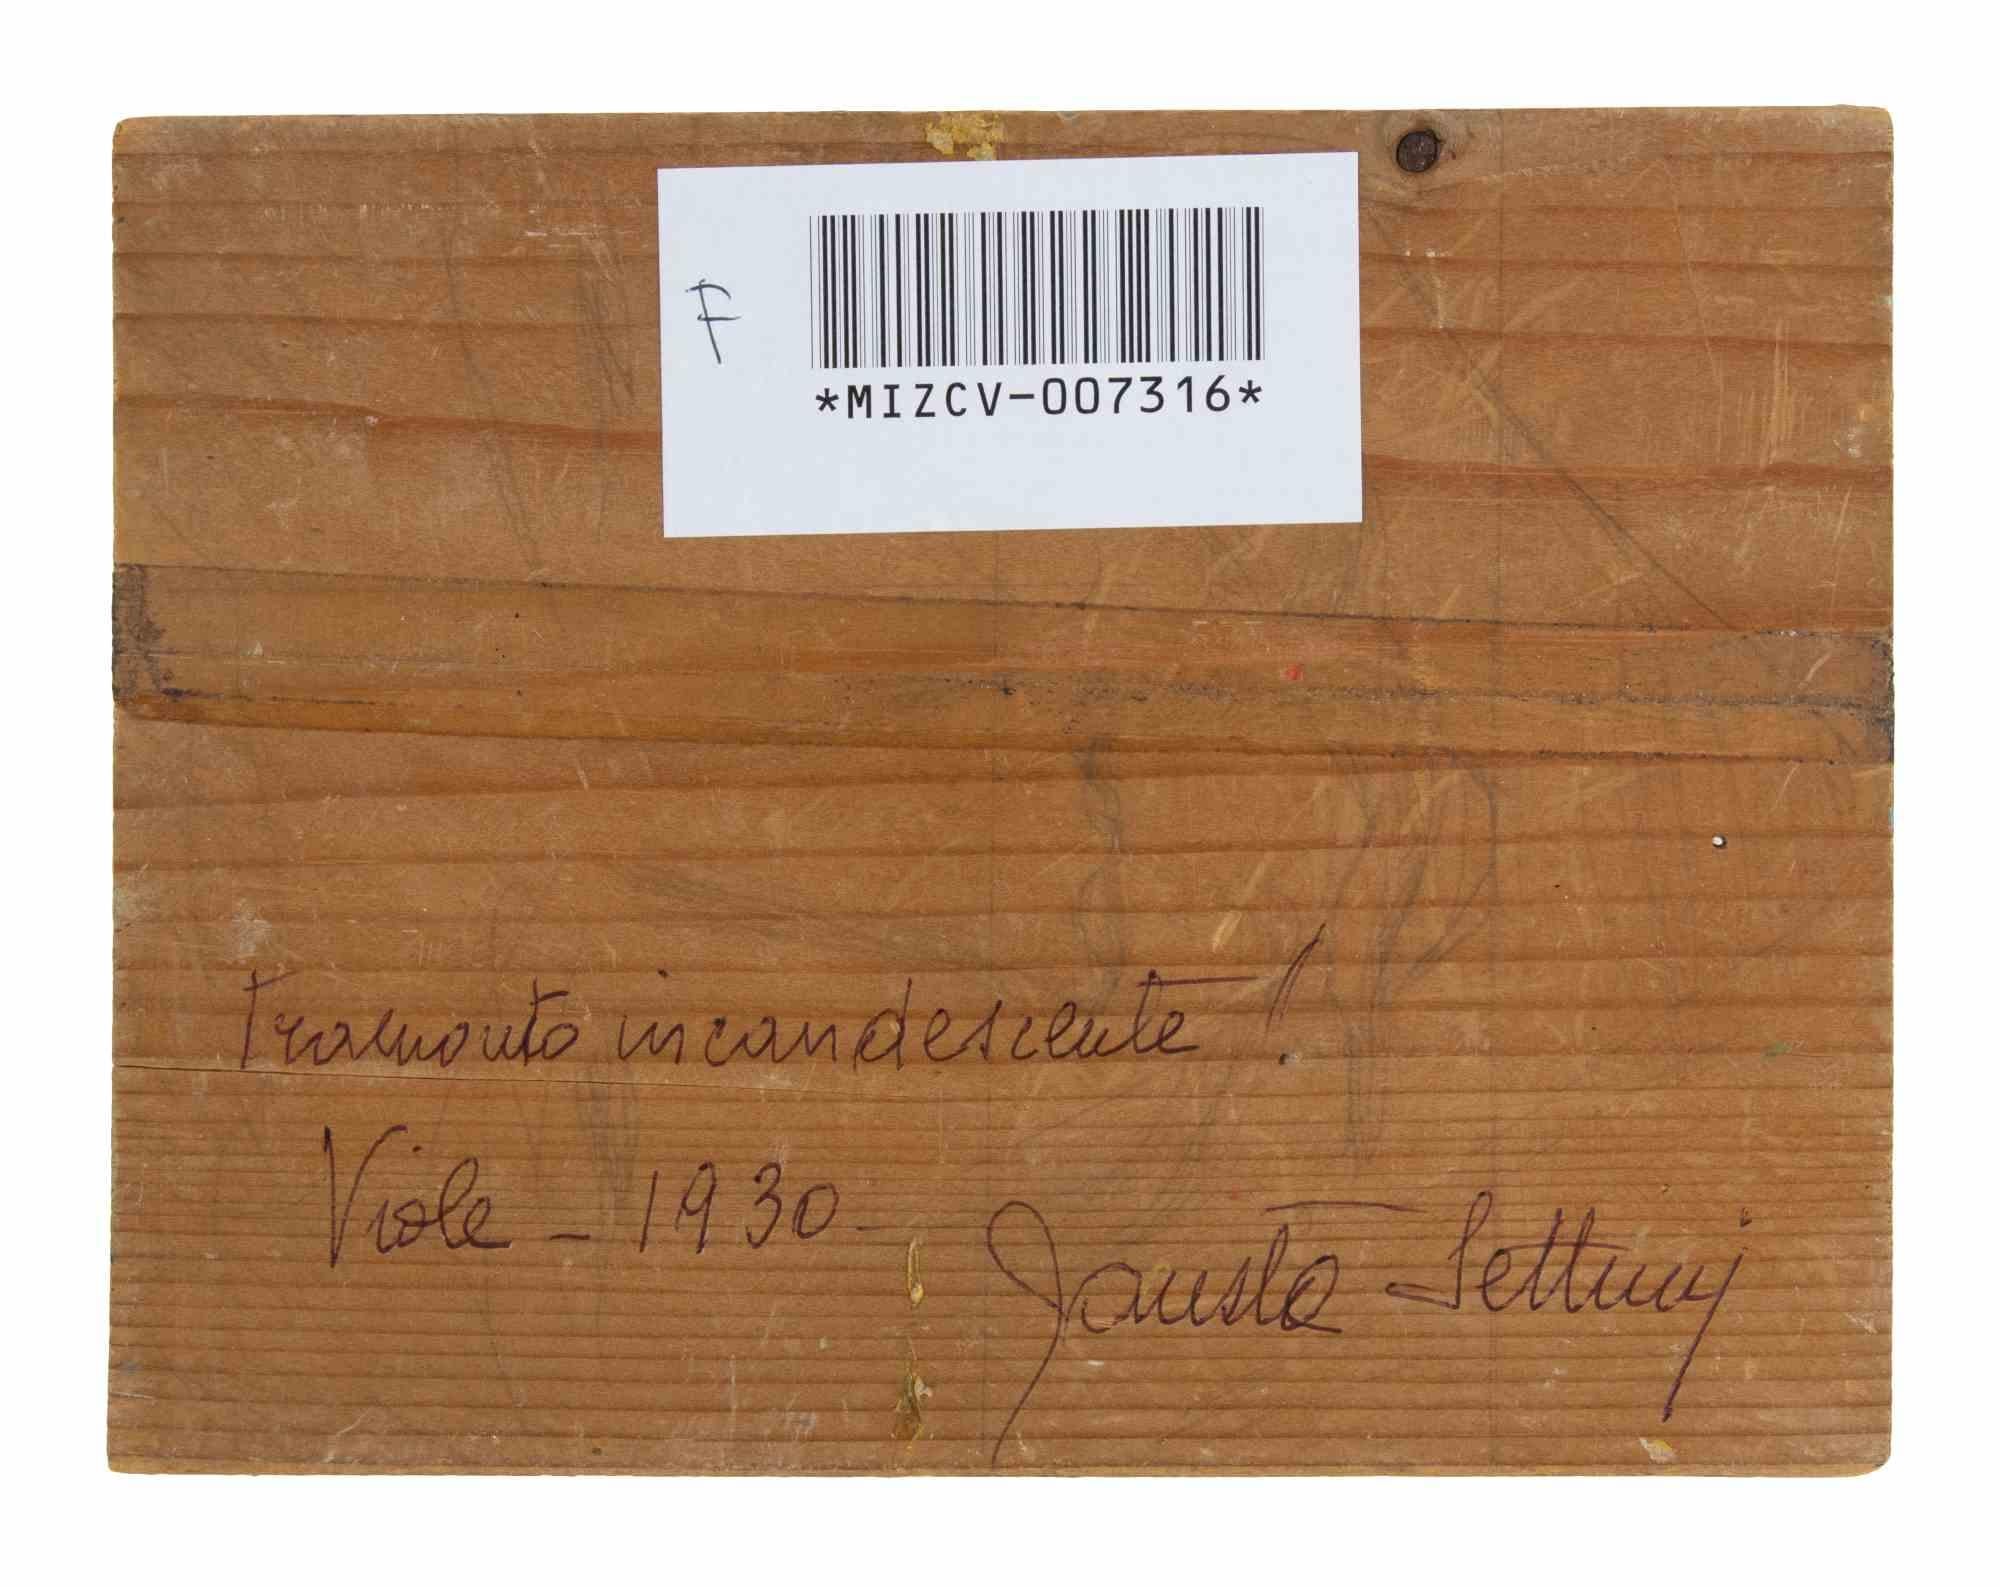 F
*MIZCV-007316*
Tramonto incandescente!
Viole - 1930 -
Fausto Settimj